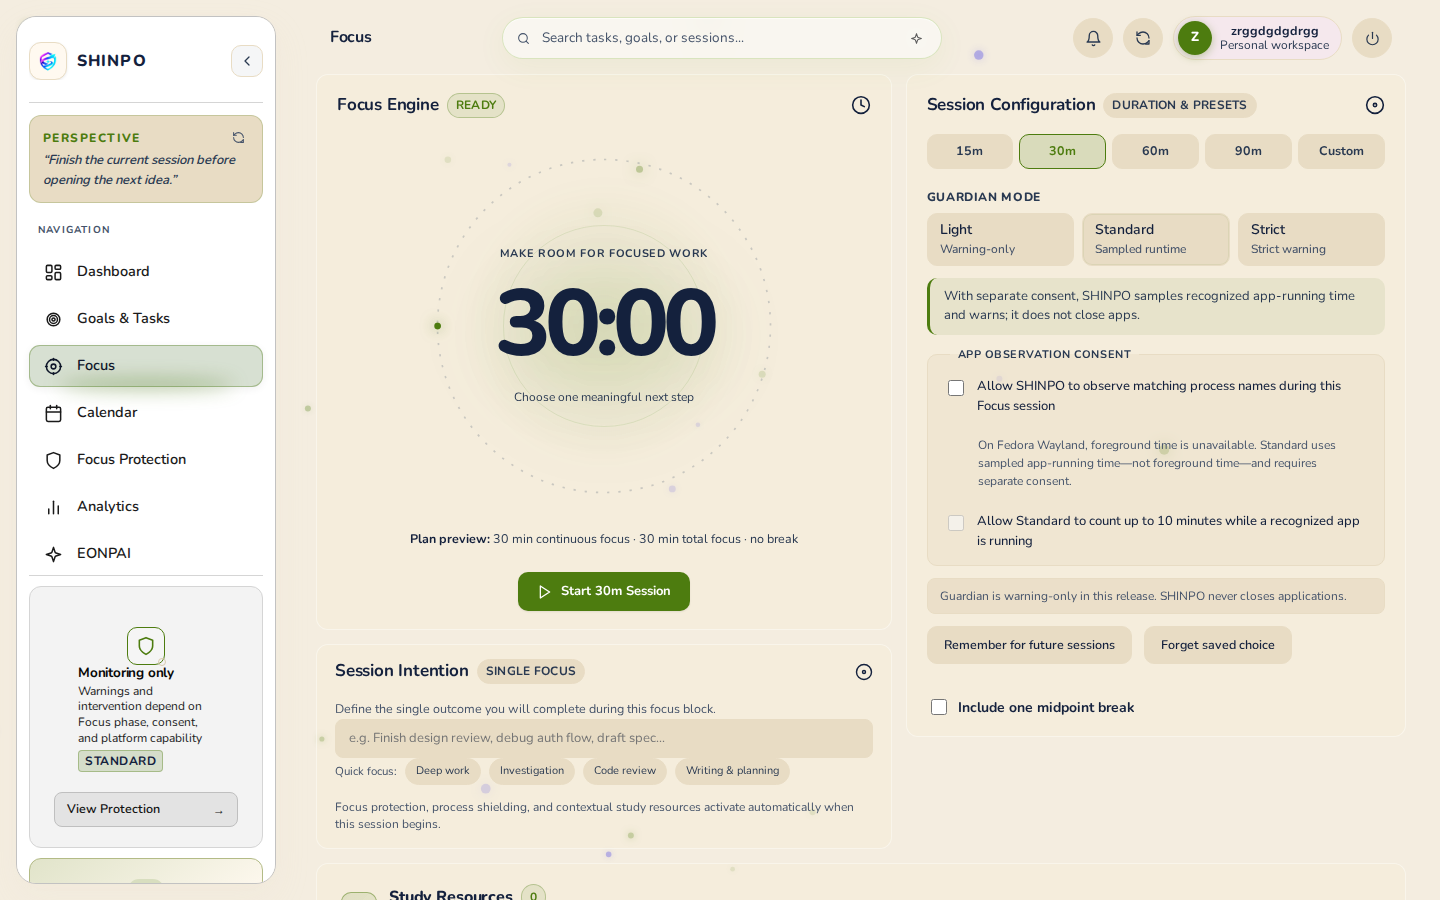 SHINPO
PERSPECTIVE
“Finish the current session before
opening the next idea.”
NAVIGATION
Dashboard
Goals & Tasks
Focus
Calendar
Focus Protection
Analytics
EONPAI
Monitoring only
Warnings and
intervention depend on
Focus phase, consent,
and platform capability
STANDARD
View Protection →
Focus
Search tasks, goals, or sessions...
Z
zrggdgdgdrgg
Personal workspace
Focus Engine READY
MAKE ROOM FOR FOCUSED WORK
30:00
Choose one meaningful next step
Plan preview: 30 min continuous focus · 30 min total focus · no break
Start 30m Session
Session Intention SINGLE FOCUS
Define the single outcome you will complete during this focus block.
e.g. Finish design review, debug auth flow, draft spec...
Quick focus: Deep work Investigation Code review Writing & planning
Focus protection, process shielding, and contextual study resources activate automatically when
this session begins.
Session Configuration DURATION & PRESETS
15m 30m 60m 90m Custom
GUARDIAN MODE
Light Standard Strict
Warning-only Sampled runtime Strict warning
With separate consent, SHINPO samples recognized app-running time
and warns; it does not close apps.
APP OBSERVATION CONSENT
Allow SHINPO to observe matching process names during this
Focus session
On Fedora Wayland, foreground time is unavailable. Standard uses
sampled app-running time—not foreground time—and requires
separate consent.
Allow Standard to count up to 10 minutes while a recognized app
is running
Guardian is warning-only in this release. SHINPO never closes applications.
Remember for future sessions Forget saved choice
Include one midpoint break
Study Resources 0